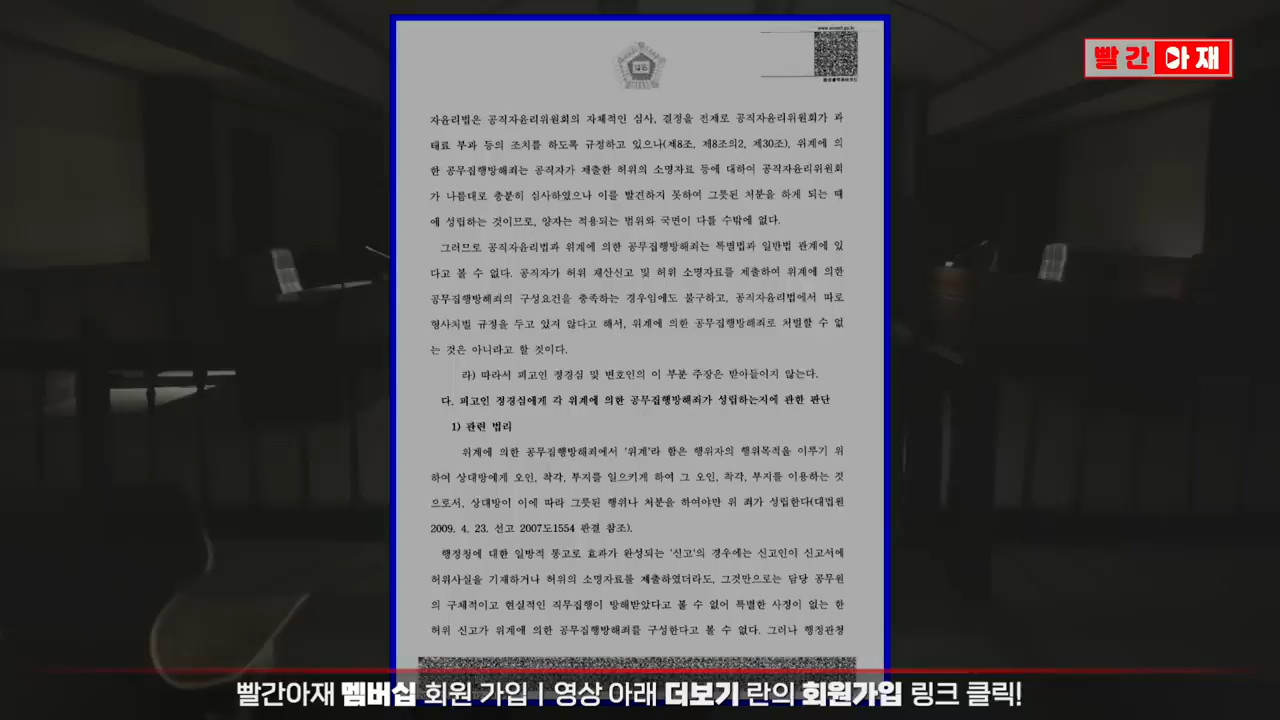 빨간아재
자윤리법은 공직자윤리위원회의 자체적인 심사, 결정을 전제로 공직자윤리위원회가 과
태료 부과 등의 조치를 하도록 규정하고 있으나(제8조, 제8조의2, 제30조), 위계에 의
한 공무집행방해죄는 공직자가 제출한 허위의 소명자료 등에 대하여 공직자윤리위원회
가 나름대로 충분히 심사하였으나 이를 발견하지 못하여 그릇된 처분을 하게 되는 때
에 성립하는 것이므로, 양자는 적용되는 범위와 국면이 다를 수밖에 없다.
그러므로 공직자윤리법과 위계에 의한 공무집행방해죄는 특별법과 일반법 관계에 있
다고 볼 수 없다. 공직자가 허위 재산신고 및 허위 소명자료를 제출하여 위계에 의한
공무집행방해죄의 구성요건을 충족하는 경우임에도 불구하고, 공직자윤리법에서 따로
형사처벌 규정을 두고 있지 않다고 해서, 위계에 의한 공무집행방해죄로 처벌할 수 없
는 것은 아니라고 할 것이다.
라) 따라서 피고인 정경심 및 변호인의 이 부분 주장은 받아들이지 않는다.
다. 피고인 정경심에게 각 위계에 의한 공무집행방해죄가 성립하는지에 관한 판단
1) 관련 법리
위계에 의한 공무집행방해죄에서 '위계'라 함은 행위자의 행위목적을 이루기 위
하여 상대방에게 오인, 착각, 부지를 일으키게 하여 그 오인, 착각, 부지를 이용하는 것
으로서, 상대방이 이에 따라 그릇된 행위나 처분을 하여야만 위 죄가 성립한다(대법원
2009. 4. 23. 선고 2007도1554 판결 참조).
행정청에 대한 일방적 통고로 효과가 완성되는 '신고'의 경우에는 신고인이 신고서에
허위사실을 기재하거나 허위의 소명자료를 제출하였더라도, 그것만으로는 담당 공무원
의 구체적이고 현실적인 직무집행이 방해받았다고 볼 수 없어 특별한 사정이 없는 한
허위 신고가 위계에 의한 공무집행방해죄를 구성한다고 볼 수 없다. 그러나 행정관청
빨간아재 멤버십 회원 가입 | 영상 아래 더보기 란의 회원가입 링크 클릭!